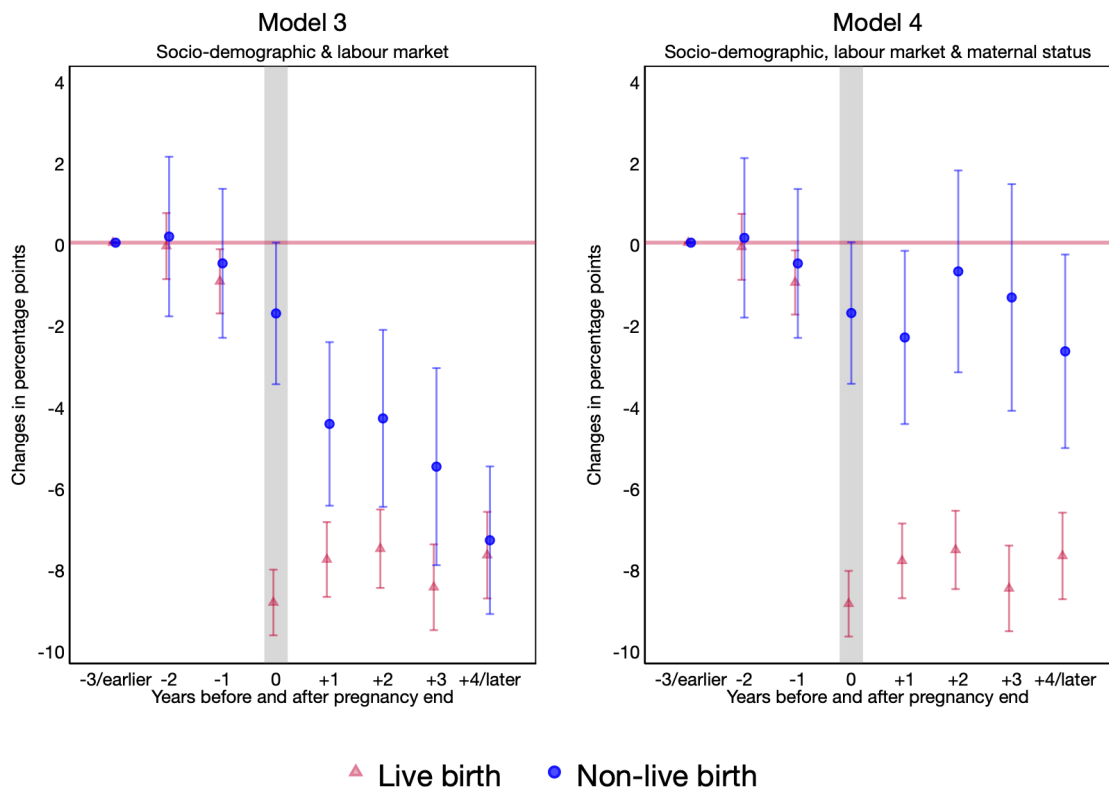 Model 3
Socio-demographic & labour market
Changes in percentage points
4
2
0
-2
-4
-6
-8
-10
-3/earlier -2 -1 0 +1 +2 +3 +4/later
Years before and after pregnancy end
Model 4
Socio-demographic, labour market & maternal status
Changes in percentage points
4
2
0
-2
-4
-6
-8
-10
-3/earlier -2 -1 0 +1 +2 +3 +4/later
Years before and after pregnancy end
Live birth Non-live birth